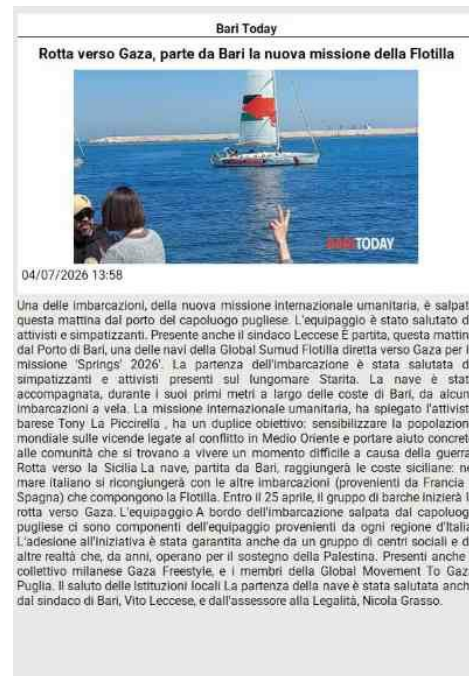 Bari Today
Rotta verso Gaza, parte da Bari la nuova missione della Flotilla
BARITODAY
04/07/2026 13:58
Una delle imbarcazioni, della nuova missione internazionale umanitaria, è salpat
questa mattina dal porto del capoluogo pugliese. L'equipaggio è stato salutato d
attivisti e simpatizzanti. Presente anche il sindaco Leccese È partita, questa mattin
dal Porto di Bari, una delle navi della Global Sumud Flotilla diretta verso Gaza per l
missione 'Springs' 2026'. La partenza dell'imbarcazione è stata salutata d
simpatizzanti e attivisti presenti sul lungomare Starita. La nave è stat
accompagnata, durante i suoi primi metri a largo delle coste di Bari, da alcun
imbarcazioni a vela. La missione internazionale umanitaria, ha spiegato l'attivist
barese Tony La Piccirella , ha un duplice obiettivo: sensibilizzare la popolazion
mondiale sulle vicende legate al conflitto in Medio Oriente e portare aiuto concret
alle comunità che si trovano a vivere un momento difficile a causa della guerra
Rotta verso la Sicilia La nave, partita da Bari, raggiungerà le coste siciliane: ne
mare italiano si ricongiungerà con le altre imbarcazioni (provenienti da Francia
Spagna) che compongono la Flotilla. Entro il 25 aprile, il gruppo di barche inizierà l
rotta verso Gaza. L'equipaggio A bordo dell'imbarcazione salpata dal capoluog
pugliese ci sono componenti dell'equipaggio provenienti da ogni regione d'Italia
L'adesione all'iniziativa è stata garantita anche da un gruppo di centri sociali e d
altre realtà che, da anni, operano per il sostegno della Palestina. Presenti anche
collettivo milanese Gaza Freestyle, e i membri della Global Movement To Gaz
Puglia. Il saluto delle istituzioni locali La partenza della nave è stata salutata anch
dal sindaco di Bari, Vito Leccese, e dall'assessore alla Legalità, Nicola Grasso.